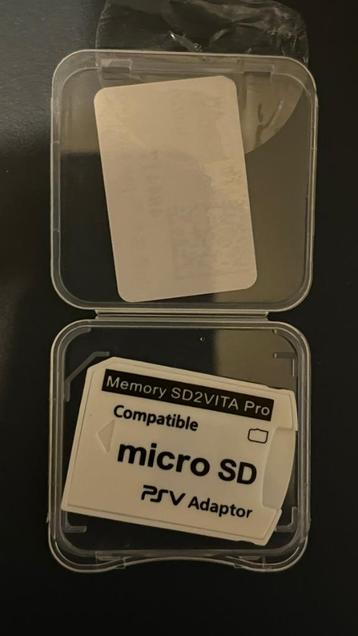 Memory SD2VITA Pro
Compatible
micro SD
PSV Adaptor